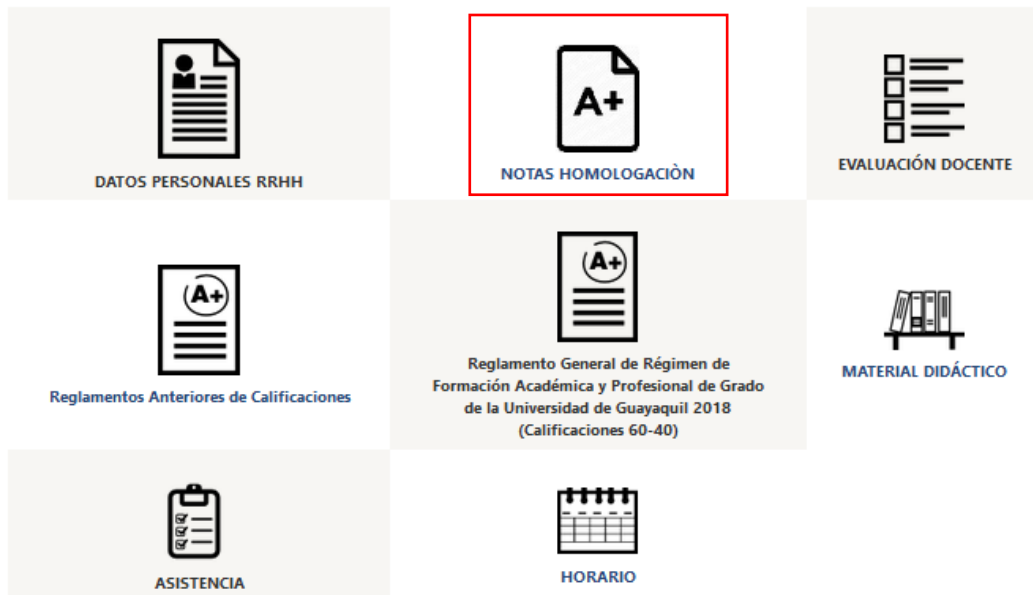 DATOS PERSONALES RRHH
A+
NOTAS HOMOLOGACIÒN
EVALUACIÓN DOCENTE
A+
Reglamentos Anteriores de Calificaciones
A+
Reglamento General de Régimen de
Formación Académica y Profesional de Grado
de la Universidad de Guayaquil 2018
(Calificaciones 60-40)
MATERIAL DIDÁCTICO
ASISTENCIA
HORARIO